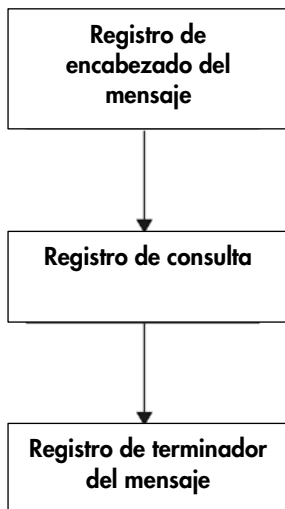 Registro de
encabezado del
mensaje
Registro de consulta
Registro de terminador
del mensaje